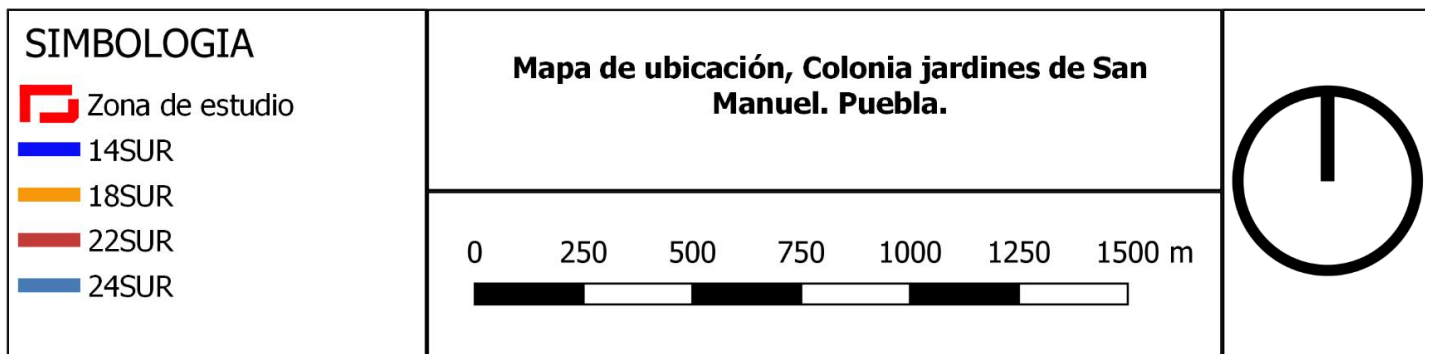 SIMBOLOGIA
Zona de estudio
14SUR
18SUR
22SUR
24SUR
Mapa de ubicación, Colonia jardines de San
Manuel. Puebla.
0 250 500 750 1000 1250 1500 m